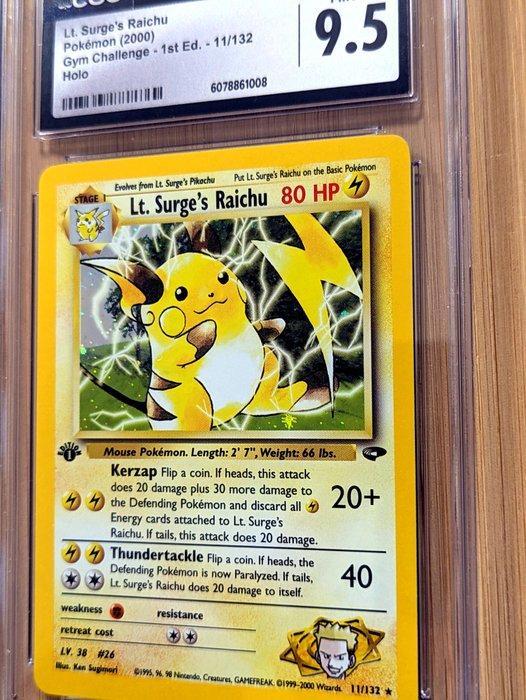 Lt. Surge's Raichu
Pokémon (2000)
Gym Challenge - 1st Ed. - 11/132
Holo
9.5
6078861008
Evolves from Lt. Surge's Pikachu
Put Lt. Surge's Raichu on the Basic Pokémon
STAGE 1
Lt. Surge's Raichu
80 HP
Mouse Pokémon. Length: 2' 7", Weight: 66 lbs.
EDITION
1
Kerzap Flip a coin. If heads, this attack
does 20 damage plus 30 more damage to
the Defending Pokémon and discard all
Energy cards attached to Lt. Surge's
Raichu. If tails, this attack does 20 damage.
20+
Thundertackle Flip a coin. If heads, the
Defending Pokémon is now Paralyzed. If tails,
Lt. Surge's Raichu does 20 damage to itself.
40
weakness
resistance
retreat cost
LV. 38 #26
Illus. Ken Sugimori
©1995, 96, 98 Nintendo, Creatures, GAMEFREAK. ©1999-2000 Wizards.
11/132 ★